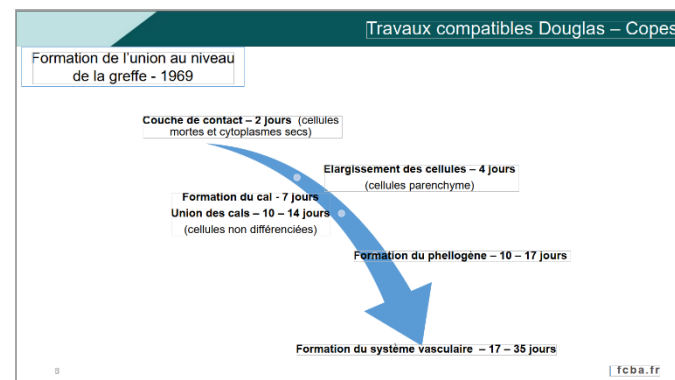 Travaux compatibles Douglas – Copes
Formation de l'union au niveau
de la greffe - 1969
Couche de contact – 2 jours (cellules
mortes et cytoplasmes secs)
Elargissement des cellules – 4 jours
(cellules parenchyme)
Formation du cal - 7 jours
Union des cals – 10 – 14 jours
(cellules non différenciées)
Formation du phellogène – 10 – 17 jours
Formation du système vasculaire – 17 – 35 jours
8
fcba.fr